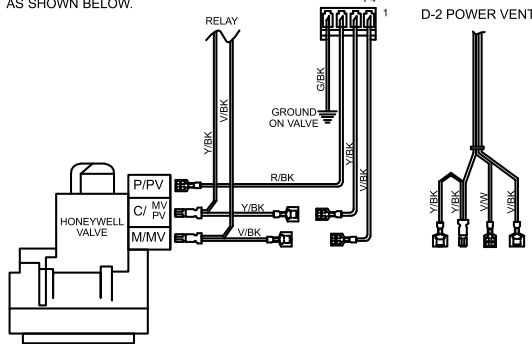 AS SHOWN BELOW.
RELAY
1
D-2 POWER VENT
G/BK
V/BK
Y/BK
GROUND
ON VALVE
Y/BK
V/BK
R/BK
P/PV
C/ MV
PV
Y/BK
M/MV
V/BK
HONEYWELL
VALVE
Y/BK
Y/BK
V/W
V/BK